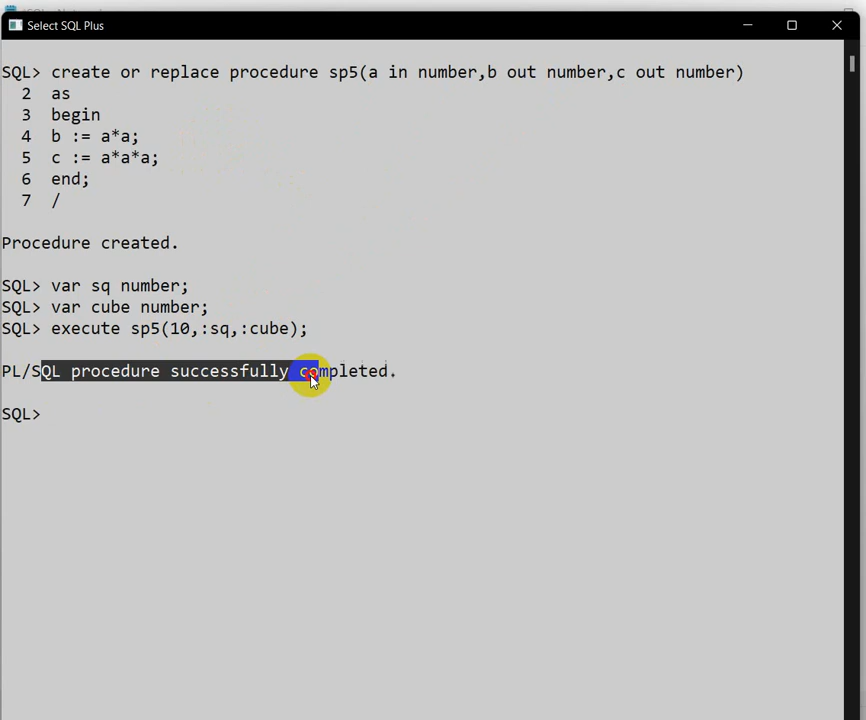 Select SQL Plus
SQL> create or replace procedure sp5(a in number,b out number,c out number)
2 as
3 begin
4 b := a*a;
5 c := a*a*a;
6 end;
7 /
Procedure created.
SQL> var sq number;
SQL> var cube number;
SQL> execute sp5(10,:sq,:cube);
PL/SQL procedure successfully completed.
SQL>